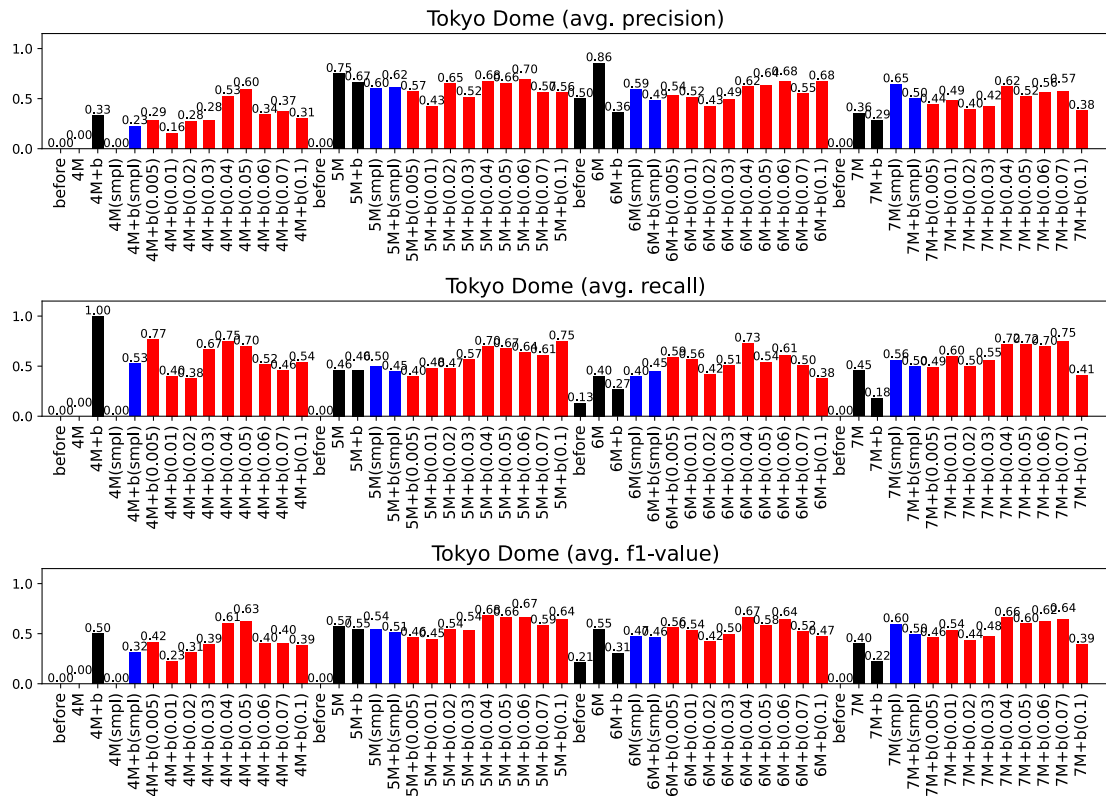 Tokyo Dome (avg. precision)
1.0
0.5
0.0
0.00 0.00 0.33 0.00 0.23 0.29 0.16 0.28 0.28 0.53 0.60 0.34 0.37 0.31 0.00 0.75 0.67 0.60 0.62 0.57 0.43 0.65 0.52 0.68 0.66 0.70 0.57 0.56 0.50 0.86 0.36 0.59 0.49 0.54 0.52 0.43 0.49 0.62 0.64 0.68 0.55 0.68 0.00 0.36 0.29 0.65 0.50 0.44 0.49 0.40 0.42 0.62 0.52 0.56 0.57 0.38
before
4M
4M+b
4M(smpl)
4M+b(smpl)
4M+b(0.005)
4M+b(0.01)
4M+b(0.02)
4M+b(0.03)
4M+b(0.04)
4M+b(0.05)
4M+b(0.06)
4M+b(0.07)
4M+b(0.1)
before
5M
5M+b
5M(smpl)
5M+b(smpl)
5M+b(0.005)
5M+b(0.01)
5M+b(0.02)
5M+b(0.03)
5M+b(0.04)
5M+b(0.05)
5M+b(0.06)
5M+b(0.07)
5M+b(0.1)
before
6M
6M+b
6M(smpl)
6M+b(smpl)
6M+b(0.005)
6M+b(0.01)
6M+b(0.02)
6M+b(0.03)
6M+b(0.04)
6M+b(0.05)
6M+b(0.06)
6M+b(0.07)
6M+b(0.1)
before
7M
7M+b
7M(smpl)
7M+b(smpl)
7M+b(0.005)
7M+b(0.01)
7M+b(0.02)
7M+b(0.03)
7M+b(0.04)
7M+b(0.05)
7M+b(0.06)
7M+b(0.07)
7M+b(0.1)
Tokyo Dome (avg. recall)
1.0
0.5
0.0
0.00 0.00 1.00 0.00 0.53 0.77 0.40 0.38 0.67 0.75 0.70 0.52 0.46 0.54 0.00 0.46 0.46 0.50 0.45 0.40 0.48 0.47 0.57 0.70 0.67 0.64 0.61 0.75 0.13 0.40 0.27 0.40 0.45 0.59 0.56 0.42 0.51 0.73 0.54 0.61 0.50 0.38 0.00 0.45 0.18 0.56 0.50 0.49 0.60 0.50 0.55 0.72 0.72 0.70 0.75 0.41
before
4M
4M+b
4M(smpl)
4M+b(smpl)
4M+b(0.005)
4M+b(0.01)
4M+b(0.02)
4M+b(0.03)
4M+b(0.04)
4M+b(0.05)
4M+b(0.06)
4M+b(0.07)
4M+b(0.1)
before
5M
5M+b
5M(smpl)
5M+b(smpl)
5M+b(0.005)
5M+b(0.01)
5M+b(0.02)
5M+b(0.03)
5M+b(0.04)
5M+b(0.05)
5M+b(0.06)
5M+b(0.07)
5M+b(0.1)
before
6M
6M+b
6M(smpl)
6M+b(smpl)
6M+b(0.005)
6M+b(0.01)
6M+b(0.02)
6M+b(0.03)
6M+b(0.04)
6M+b(0.05)
6M+b(0.06)
6M+b(0.07)
6M+b(0.1)
before
7M
7M+b
7M(smpl)
7M+b(smpl)
7M+b(0.005)
7M+b(0.01)
7M+b(0.02)
7M+b(0.03)
7M+b(0.04)
7M+b(0.05)
7M+b(0.06)
7M+b(0.07)
7M+b(0.1)
Tokyo Dome (avg. f1-value)
1.0
0.5
0.0
0.00 0.00 0.50 0.00 0.32 0.42 0.23 0.31 0.39 0.61 0.63 0.40 0.40 0.39 0.00 0.57 0.55 0.54 0.51 0.46 0.45 0.54 0.54 0.68 0.66 0.67 0.59 0.64 0.21 0.55 0.31 0.47 0.46 0.56 0.54 0.42 0.50 0.67 0.58 0.64 0.52 0.47 0.00 0.40 0.22 0.60 0.50 0.46 0.54 0.44 0.48 0.66 0.60 0.62 0.64 0.39
before
4M
4M+b
4M(smpl)
4M+b(smpl)
4M+b(0.005)
4M+b(0.01)
4M+b(0.02)
4M+b(0.03)
4M+b(0.04)
4M+b(0.05)
4M+b(0.06)
4M+b(0.07)
4M+b(0.1)
before
5M
5M+b
5M(smpl)
5M+b(smpl)
5M+b(0.005)
5M+b(0.01)
5M+b(0.02)
5M+b(0.03)
5M+b(0.04)
5M+b(0.05)
5M+b(0.06)
5M+b(0.07)
5M+b(0.1)
before
6M
6M+b
6M(smpl)
6M+b(smpl)
6M+b(0.005)
6M+b(0.01)
6M+b(0.02)
6M+b(0.03)
6M+b(0.04)
6M+b(0.05)
6M+b(0.06)
6M+b(0.07)
6M+b(0.1)
before
7M
7M+b
7M(smpl)
7M+b(smpl)
7M+b(0.005)
7M+b(0.01)
7M+b(0.02)
7M+b(0.03)
7M+b(0.04)
7M+b(0.05)
7M+b(0.06)
7M+b(0.07)
7M+b(0.1)